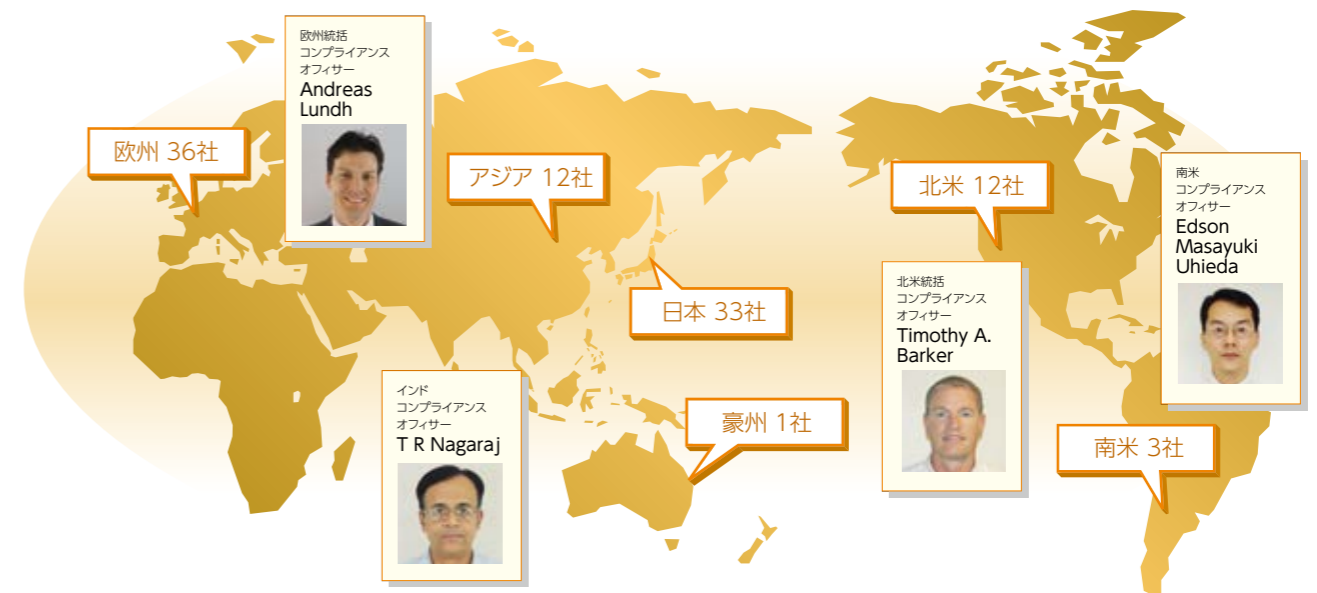 欧州統括
コンプライアンス
オフィサー
Andreas
Lundh
欧州 36社
アジア 12社
日本 33社
インド
コンプライアンス
オフィサー
T R Nagaraj
豪州 1社
北米 12社
北米統括
コンプライアンス
オフィサー
Timothy A.
Barker
南米
コンプライアンス
オフィサー
Edson
Masayuki
Uhieda
南米 3社